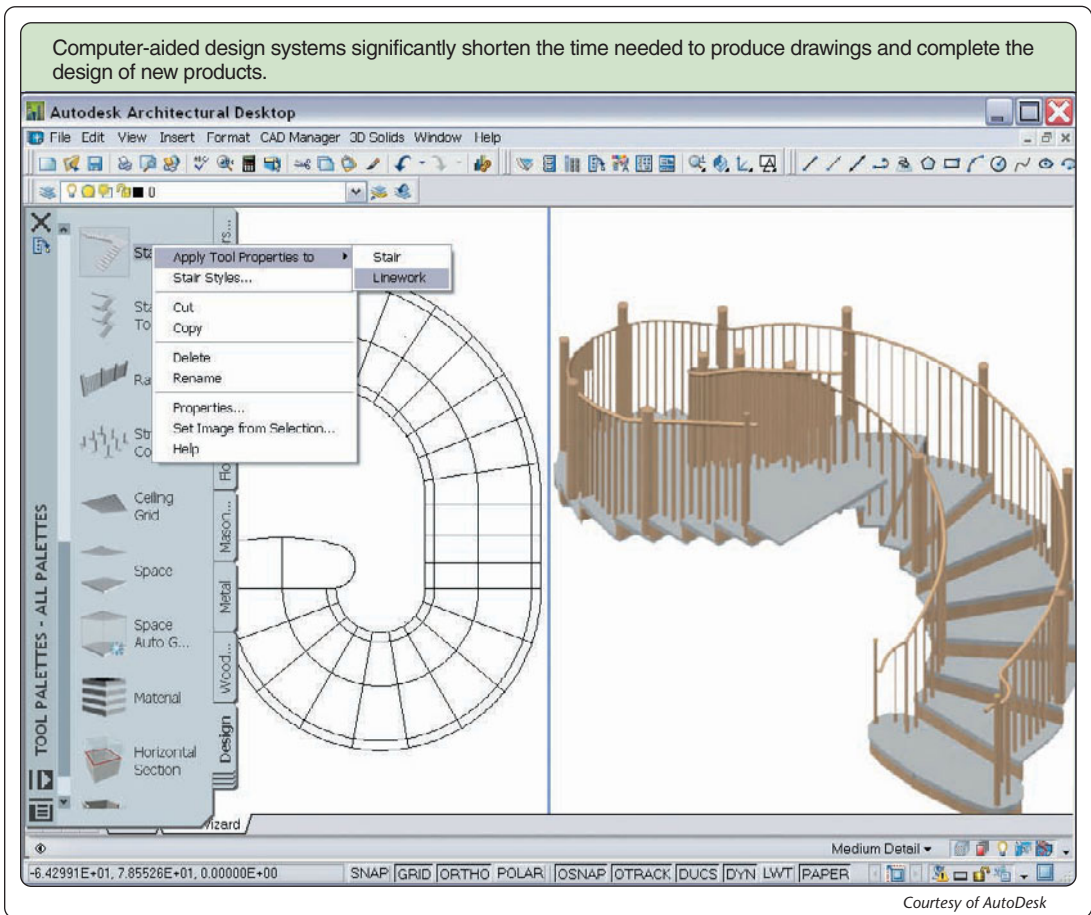 Computer-aided design systems significantly shorten the time needed to produce drawings and complete the
design of new products.
Autodesk Architectural Desktop
File Edit View Insert Format CAD Manager 3D Solids Window Help
0
Apply Tool Properties to
Stair
Stair Styles...
Linework
Cut
Copy
Delete
Rename
Properties...
Set Image from Selection...
Help
Ceiling
Grid
Space
Space
Auto G...
Material
Horizontal
Section
Mason...
Metal
Wood...
Design
TOOL PALETTES - ALL PALETTES
Medium Detail
-6.42991E+01, 7.85526E+01, 0.00000E+00 SNAP GRID ORTHO POLAR OSNAP OTRACK DUCS DYN LWT PAPER
Courtesy of AutoDesk